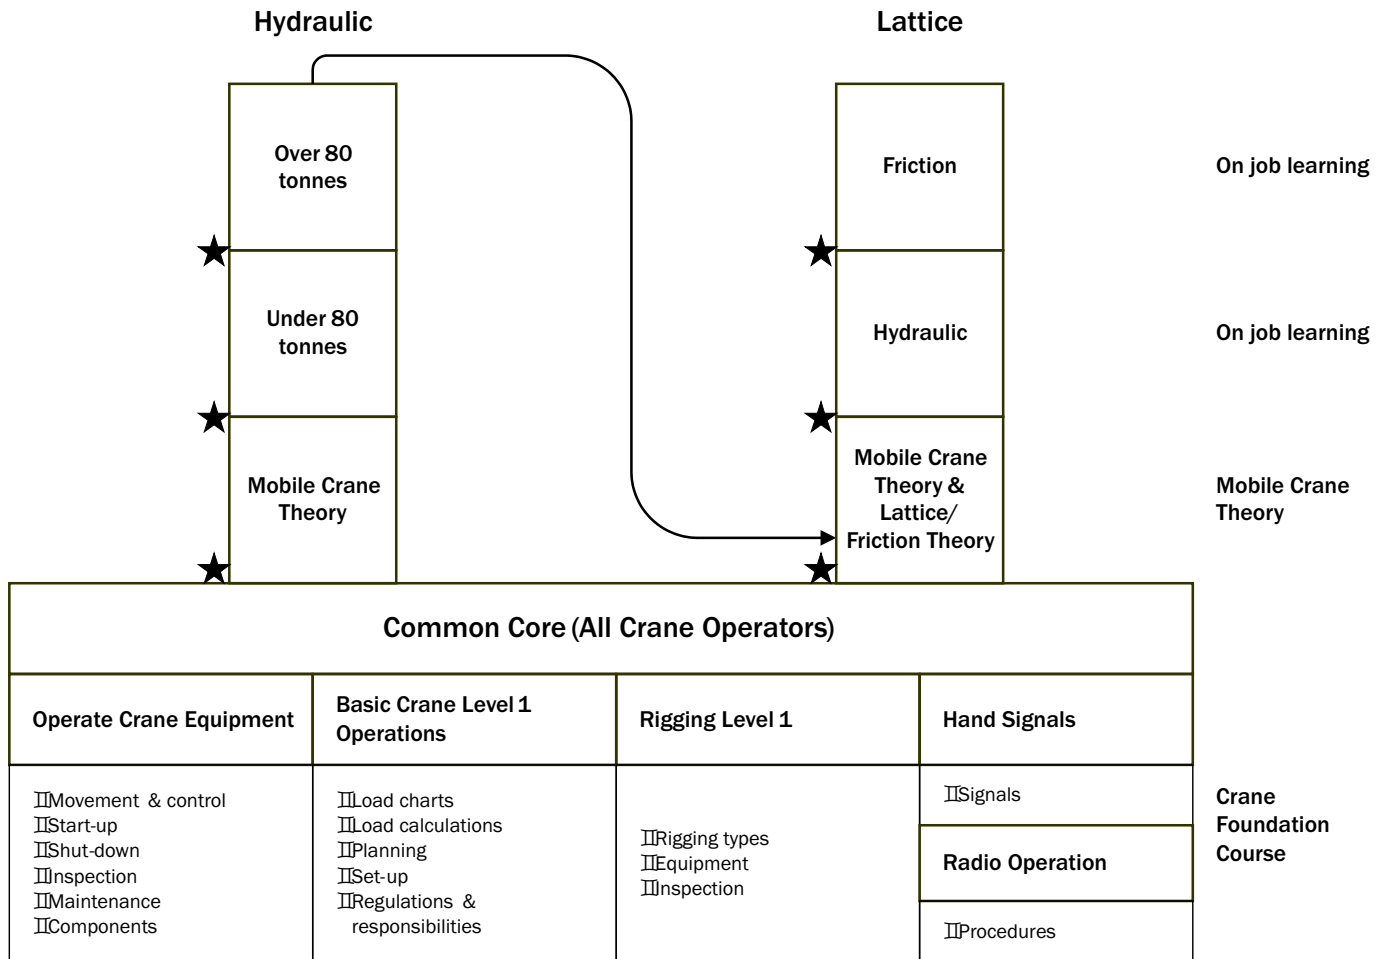 Hydraulic
Lattice
Over 80
tonnes
Friction
On job learning
Under 80
tonnes
Hydraulic
On job learning
Mobile Crane
Theory
Mobile Crane
Theory &
Lattice/
Friction Theory
Mobile Crane
Theory
Common Core (All Crane Operators)
Operate Crane Equipment
Basic Crane Level 1
Operations
Rigging Level 1
Hand Signals
Movement & control
Start-up
Shut-down
Inspection
Maintenance
Components
Load charts
Load calculations
Planning
Set-up
Regulations &
responsibilities
Rigging types
Equipment
Inspection
Signals
Radio Operation
Procedures
Crane
Foundation
Course